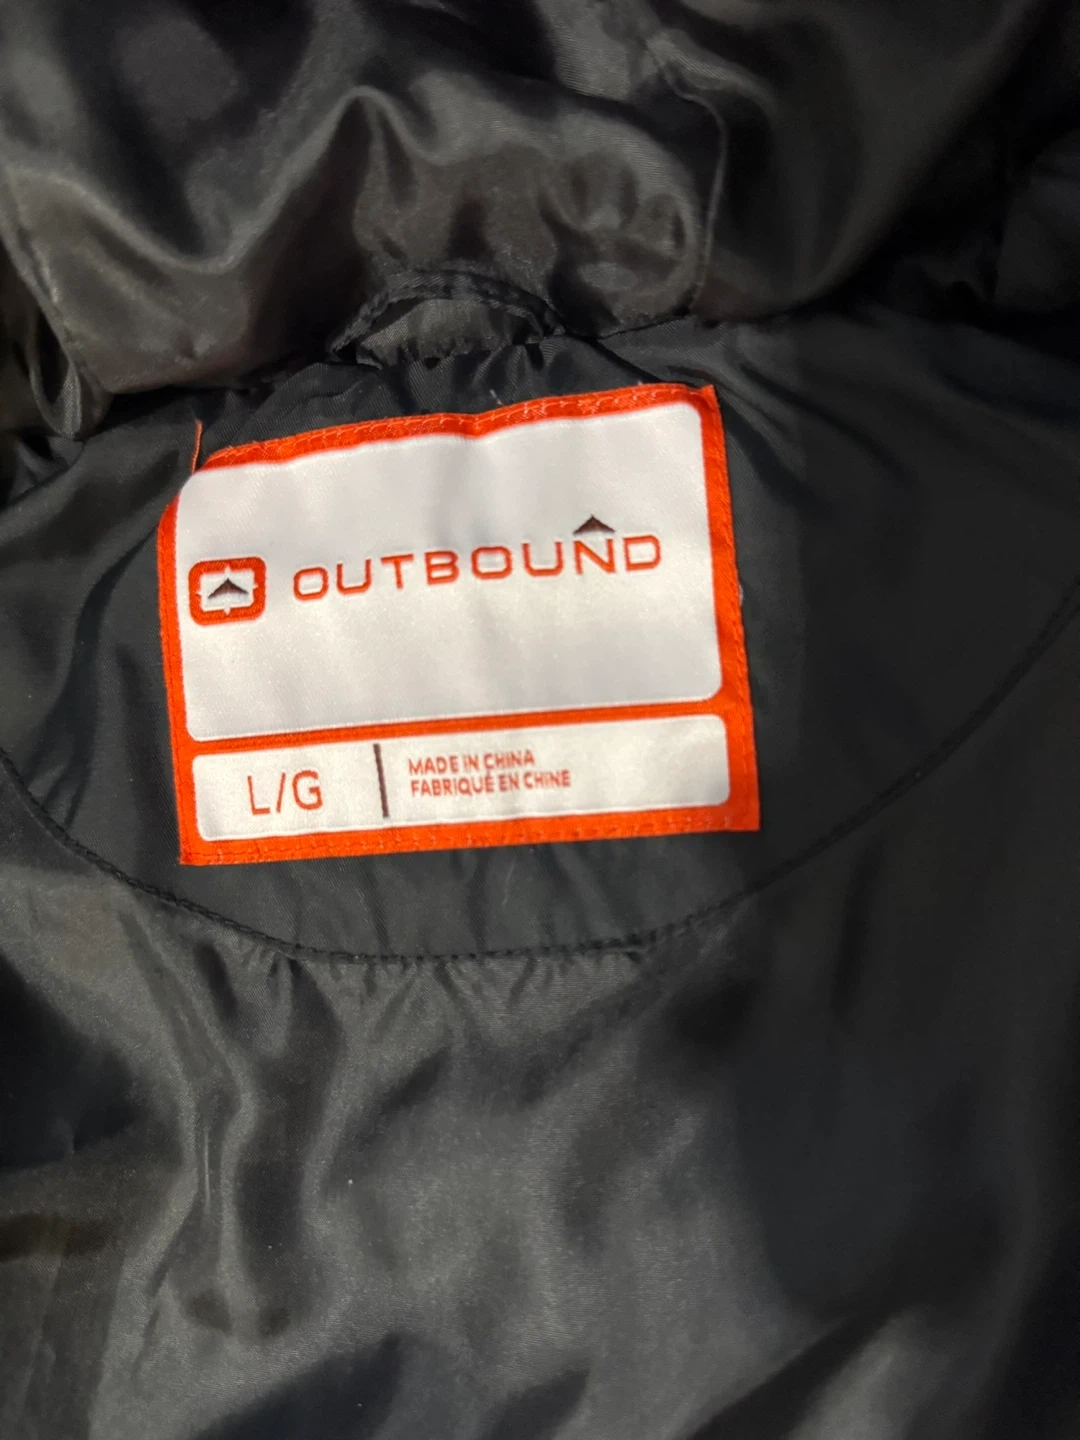 OUTBOUND
L/G
MADE IN CHINA
FABRIQUÉ EN CHINE